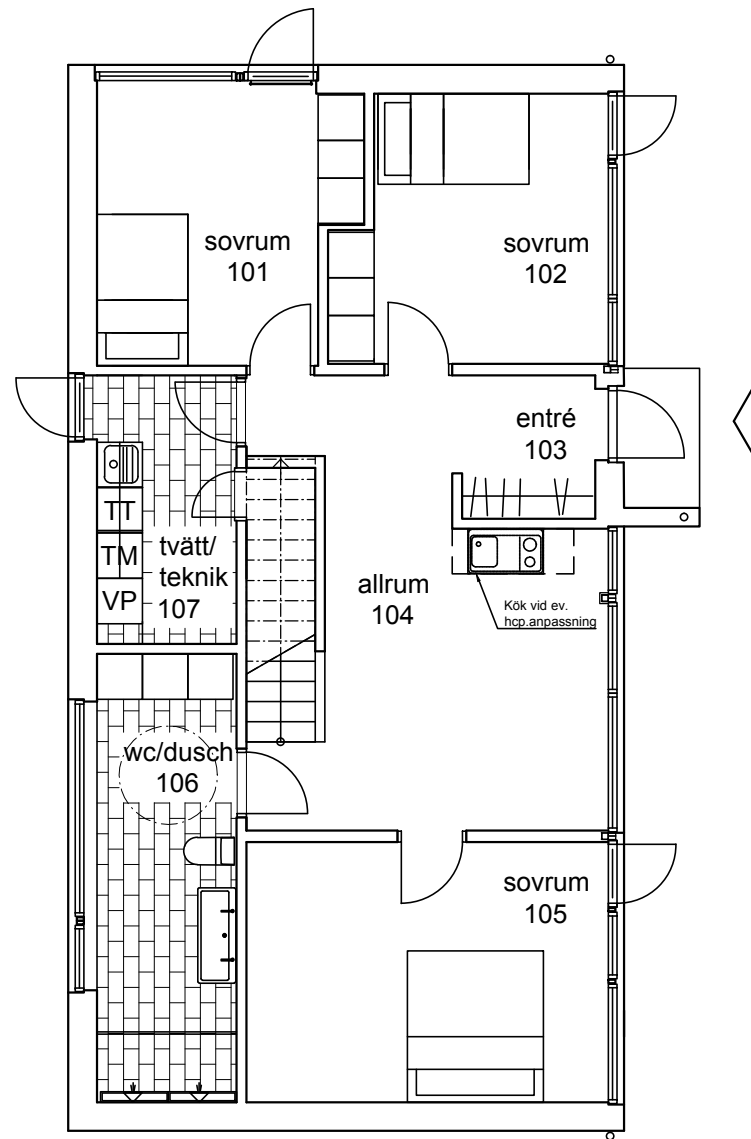 sovrum
101
sovrum
102
entré
103
TT
TM
VP
tvätt/
teknik
107
allrum
104
Kök vid ev.
hcp.anpassning
wc/dusch
106
sovrum
105